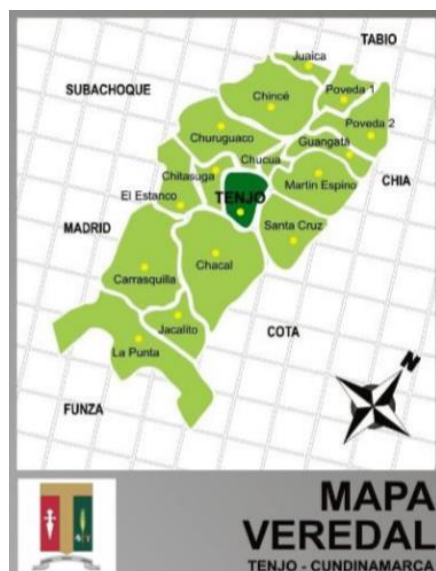 TABIO
Juaica
SUBACHOQUE
Poveda 1
Chincé
Poveda 2
Churuguaco
Guangatá
Chucua
Chitasuga
Martin Espino
CHIA
El Estanco
TENJO
MADRID
Santa Cruz
Chacal
Carrasquilla
Jacalito
COTA
La Punta
N
FUNZA
MAPA
VEREDAL
TENJO - CUNDINAMARCA